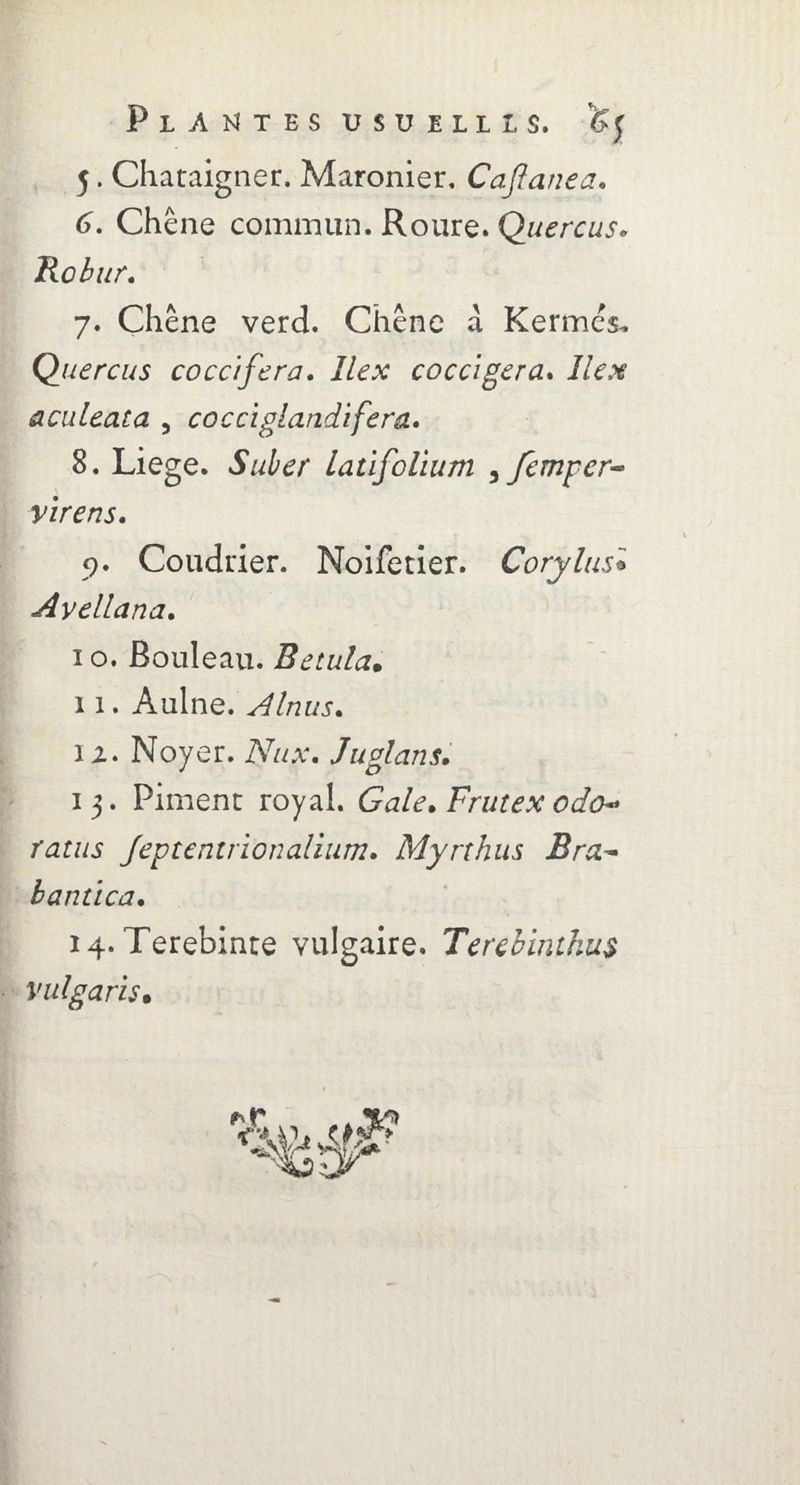 PLANTES USUELLES. 65
5. Chataigner. Maronier. Caſtanea.
6. Chêne commun. Roure. Quercus.
Robur.
7. Chêne verd. Chêne à Kermés.
Quercus coccifera. Ilex coccigera. Ilex
aculeata , cocciglandifera.
8. Liege. Suber latifolium , ſemper-
virens.
9. Coudrier. Noiſetier. Corylus.
Avellana.
10. Bouleau. Betula.
11. Aulne. Alnus.
12. Noyer. Nux. Juglans.
13. Piment royal. Gale. Frutex odo-
ratus ſeptentrionalium. Myrthus Bra-
bantica.
14. Terebinte vulgaire. Terebinthus
vulgaris.